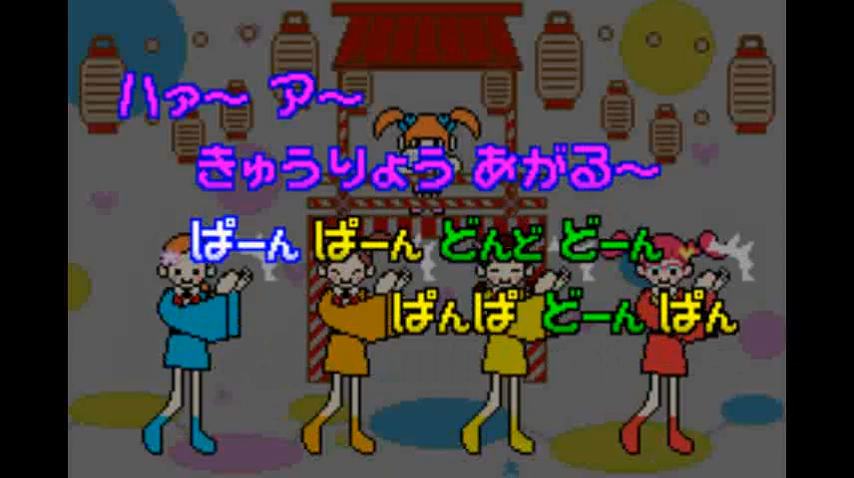 ハァ～ ア～
きゅうりょう あがる～
ぱーん ぱーん どんど どーん
ぱんぱ どーん ぱん